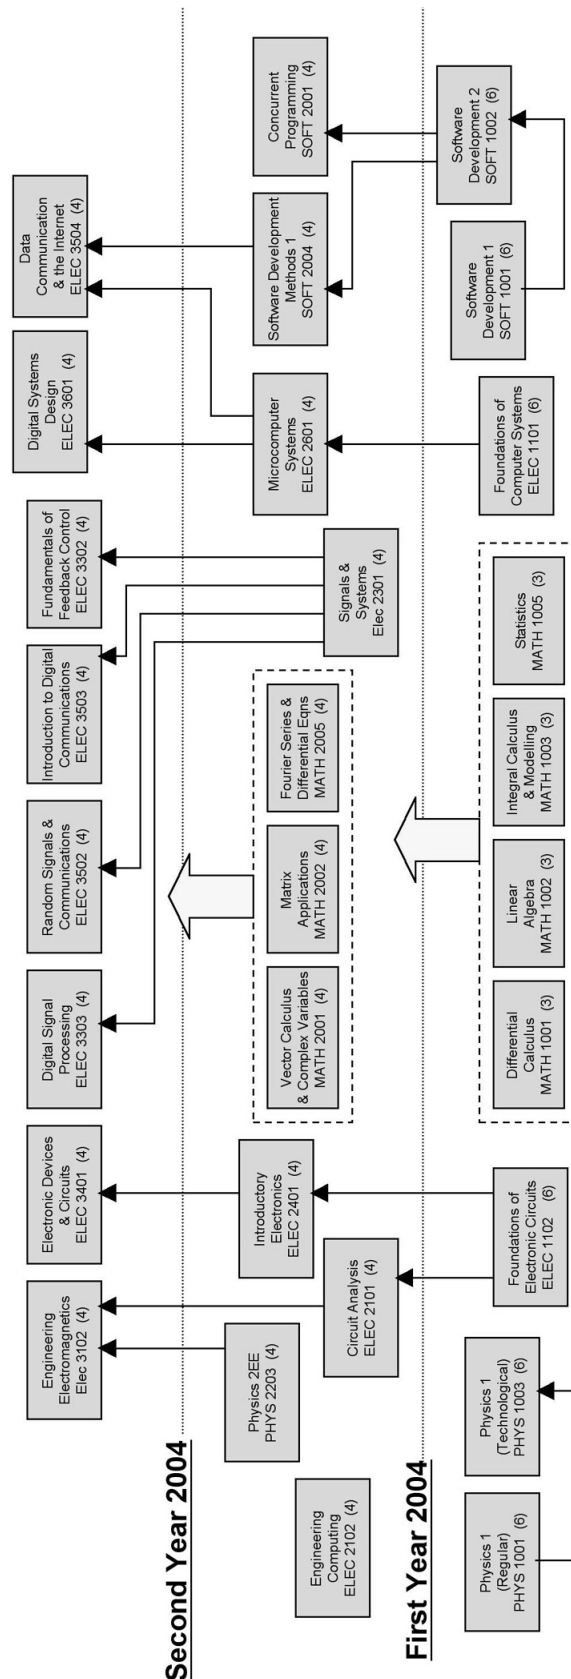 Engineering
Electromagnetics
Elec 3102 (4)
Electronic Devices
& Circuits
ELEC 3401 (4)
Digital Signal
Processing
ELEC 3303 (4)
Random Signals &
Communications
ELEC 3502 (4)
Introduction to Digital
Communications
ELEC 3503 (4)
Fundamentals of
Feedback Control
ELEC 3302 (4)
Digital Systems
Design
ELEC 3601 (4)
Data
Communication
& the Internet
ELEC 3504 (4)
Second Year 2004
Engineering
Computing
ELEC 2102 (4)
Physics 2EE
PHYS 2203 (4)
Circuit Analysis
ELEC 2101 (4)
Introductory
Electronics
ELEC 2401 (4)
Vector Calculus
& Complex Variables
MATH 2001 (4)
Matrix
Applications
MATH 2002 (4)
Fourier Series &
Differential Eqns
MATH 2005 (4)
Signals &
Systems
Elec 2301 (4)
Microcomputer
Systems
ELEC 2601 (4)
Software Development
Methods 1
SOFT 2004 (4)
Concurrent
Programming
SOFT 2001 (4)
First Year 2004
Physics 1
(Regular)
PHYS 1001 (6)
Physics 1
(Technological)
PHYS 1003 (6)
Foundations of
Electronic Circuits
ELEC 1102 (6)
Differential
Calculus
MATH 1001 (3)
Linear
Algebra
MATH 1002 (3)
Integral Calculus
& Modelling
MATH 1003 (3)
Statistics
MATH 1005 (3)
Foundations of
Computer Systems
ELEC 1101 (6)
Software
Development 1
SOFT 1001 (6)
Software
Development 2
SOFT 1002 (6)